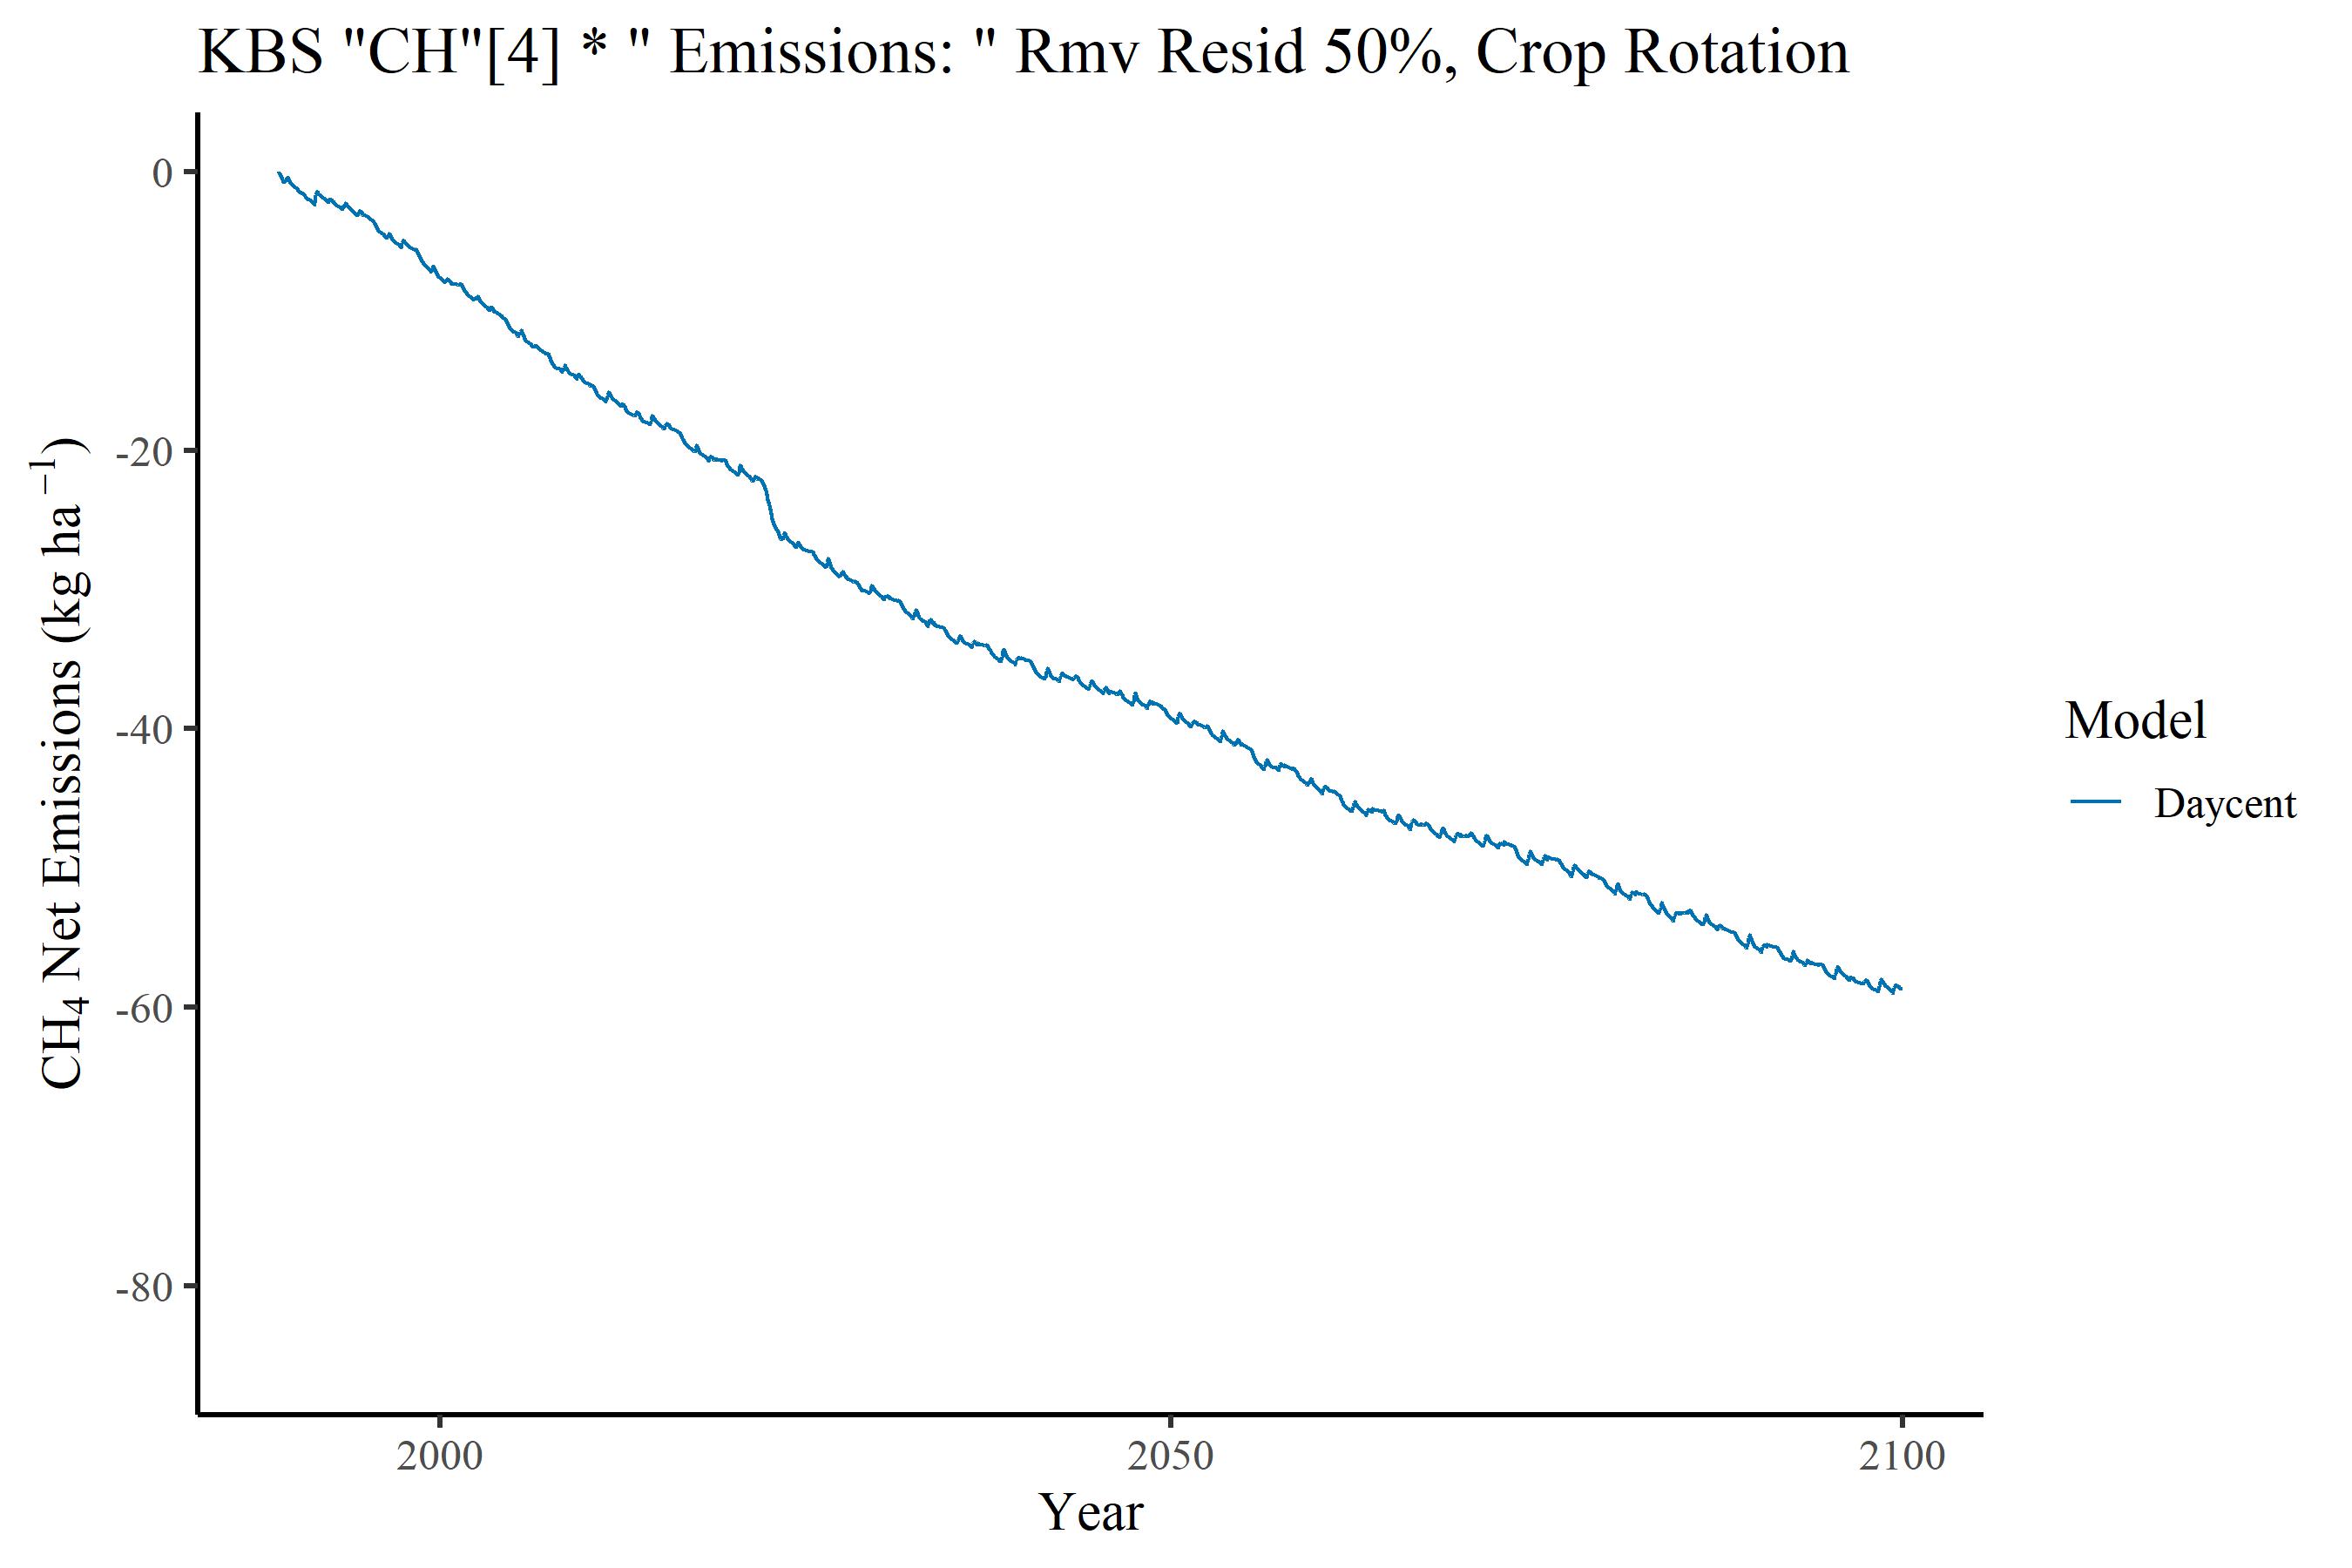 KBS "CH"[4] * " Emissions: " Rmv Resid 50%, Crop Rotation
CH₄ Net Emissions (kg ha ⁻¹)
0
-20
-40
-60
-80
2000
2050
2100
Year
Model
Daycent